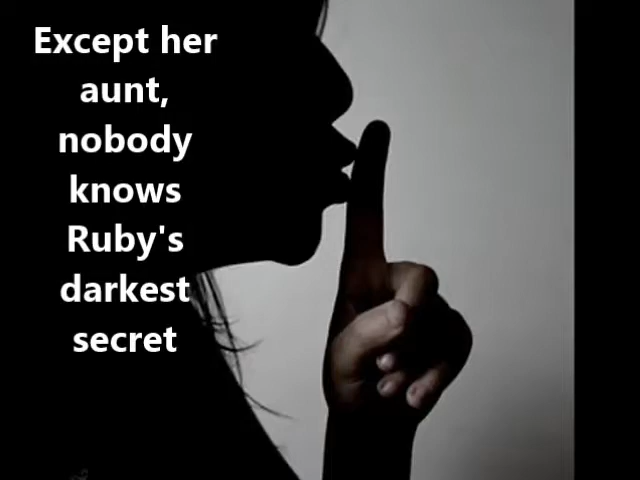 Except her
aunt,
nobody
knows
Ruby's
darkest
secret